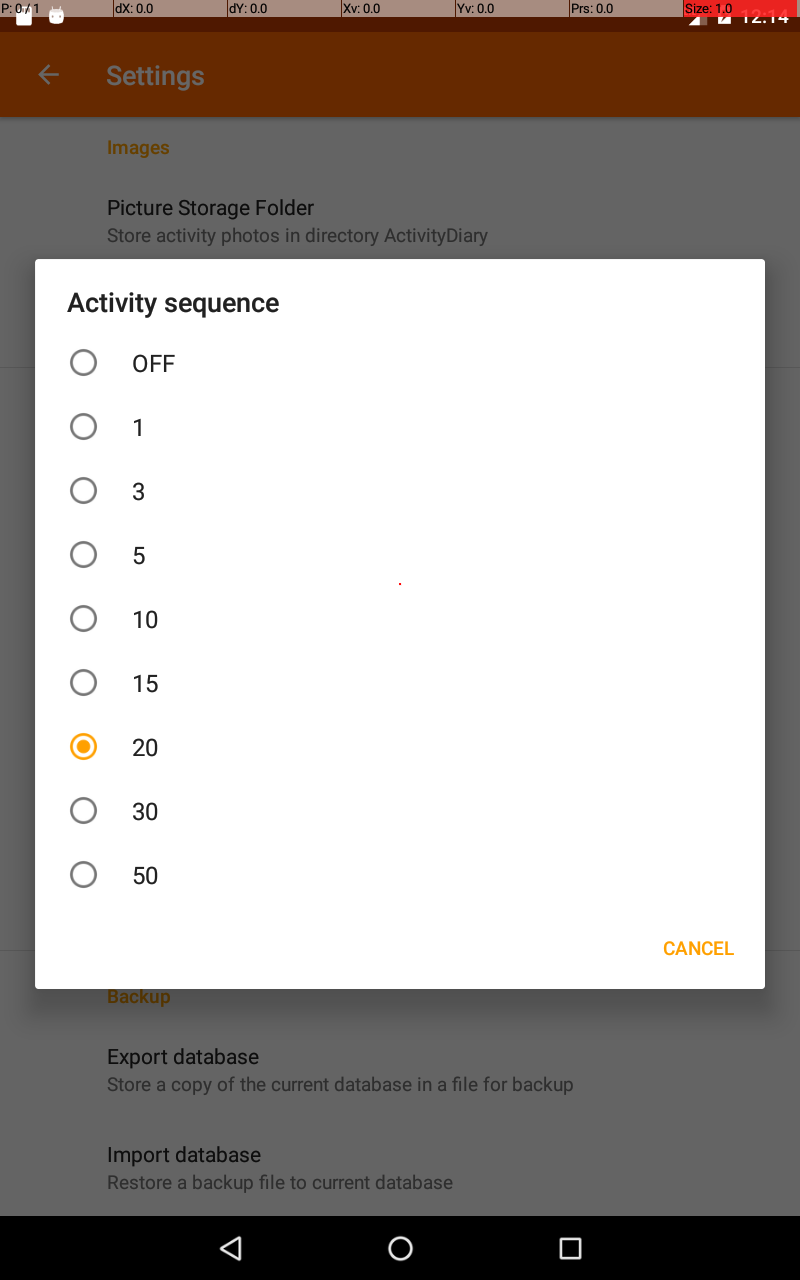 P: 0 / 1 dX: 0.0 dY: 0.0 Xv: 0.0 Yv: 0.0 Prs: 0.0 Size: 1.0
12:14
Settings
Images
Picture Storage Folder
Store activity photos in directory ActivityDiary
Activity sequence
OFF
1
3
5
10
15
20
30
50
CANCEL
Backup
Export database
Store a copy of the current database in a file for backup
Import database
Restore a backup file to current database